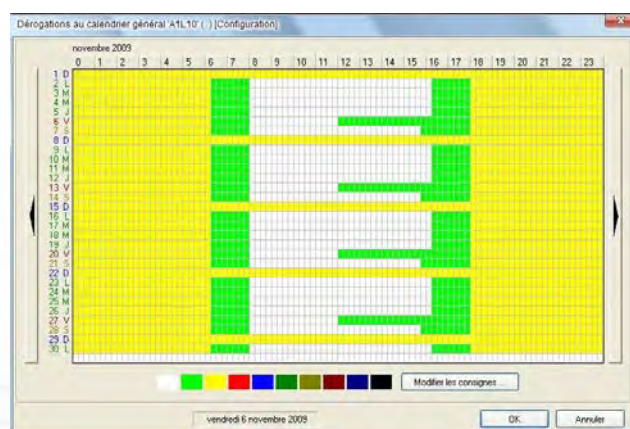 Dérogations au calendrier général 'A1L10' (. .) [Configuration]
novembre 2009
0 1 2 3 4 5 6 7 8 9 10 11 12 13 14 15 16 17 18 19 20 21 22 23
1 D
2 L
3 M
4 M
5 J
6 V
7 S
8 D
9 L
10 M
11 M
12 J
13 V
14 S
15 D
16 L
17 M
18 M
19 J
20 V
21 S
22 D
23 L
24 M
25 M
26 J
27 V
28 S
29 D
30 L
Modifier les consignes ...
vendredi 6 novembre 2009
OK
Annuler